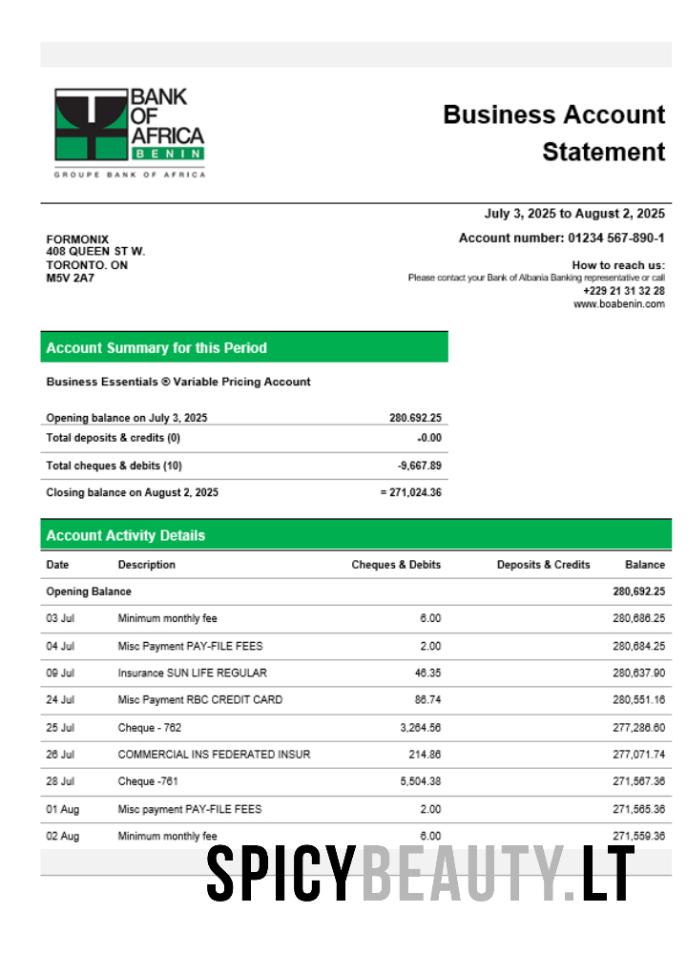 BANK
OF
AFRICA
BENIN
GROUPE BANK OF AFRICA
Business Account
Statement
July 3, 2025 to August 2, 2025
Account number: 01234 567-890-1
FORMONIX
408 QUEEN ST W.
TORONTO. ON
M5V 2A7
How to reach us:
Please contact your Bank of Albania Banking representative or call
+229 21 31 32 28
www.boabenin.com
Account Summary for this Period
Business Essentials ® Variable Pricing Account
Opening balance on July 3, 2025 280.692.25
Total deposits & credits (0) -0.00
Total cheques & debits (10) -9,667.89
Closing balance on August 2, 2025 = 271,024.36
Account Activity Details
Date Description Cheques & Debits Deposits & Credits Balance
Opening Balance 280,692.25
03 Jul Minimum monthly fee 6.00 280,686.25
04 Jul Misc Payment PAY-FILE FEES 2.00 280,684.25
09 Jul Insurance SUN LIFE REGULAR 46.35 280,637.90
24 Jul Misc Payment RBC CREDIT CARD 86.74 280,551.16
25 Jul Cheque - 762 3,264.56 277,286.60
26 Jul COMMERCIAL INS FEDERATED INSUR 214.86 277,071.74
28 Jul Cheque -761 5,504.38 271,567.36
01 Aug Misc payment PAY-FILE FEES 2.00 271,565.36
02 Aug Minimum monthly fee 6.00 271,559.36
SPICYBEAUTY.LT